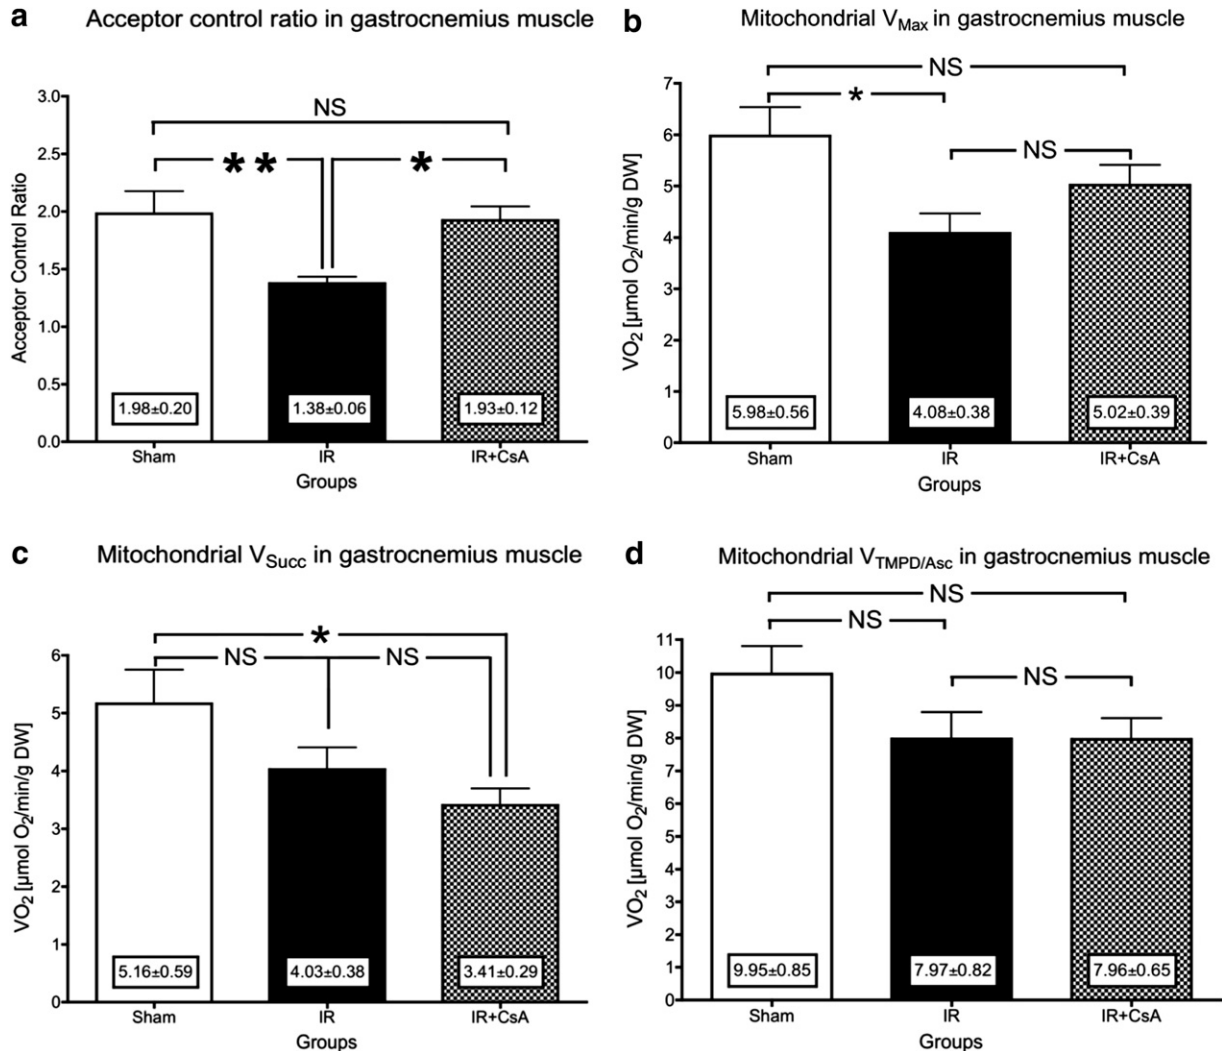 a
Acceptor control ratio in gastrocnemius muscle
NS
** *
3.0
2.5
2.0
1.5
1.0
0.5
0.0
Acceptor Control Ratio
1.98±0.20
1.38±0.06
1.93±0.12
Sham IR IR+CsA
Groups
b
Mitochondrial VMax in gastrocnemius muscle
NS
*
NS
7
6
5
4
3
2
1
0
VO2 [µmol O2/min/g DW]
5.98±0.56
4.08±0.38
5.02±0.39
Sham IR IR+CsA
Groups
c
Mitochondrial VSucc in gastrocnemius muscle
*
NS NS
6
5
4
3
2
1
0
VO2 [µmol O2/min/g DW]
5.16±0.59
4.03±0.38
3.41±0.29
Sham IR IR+CsA
Groups
d
Mitochondrial VTMPD/Asc in gastrocnemius muscle
NS
NS
NS
11
10
9
8
7
6
5
4
3
2
1
0
VO2 [µmol O2/min/g DW]
9.95±0.85
7.97±0.82
7.96±0.65
Sham IR IR+CsA
Groups